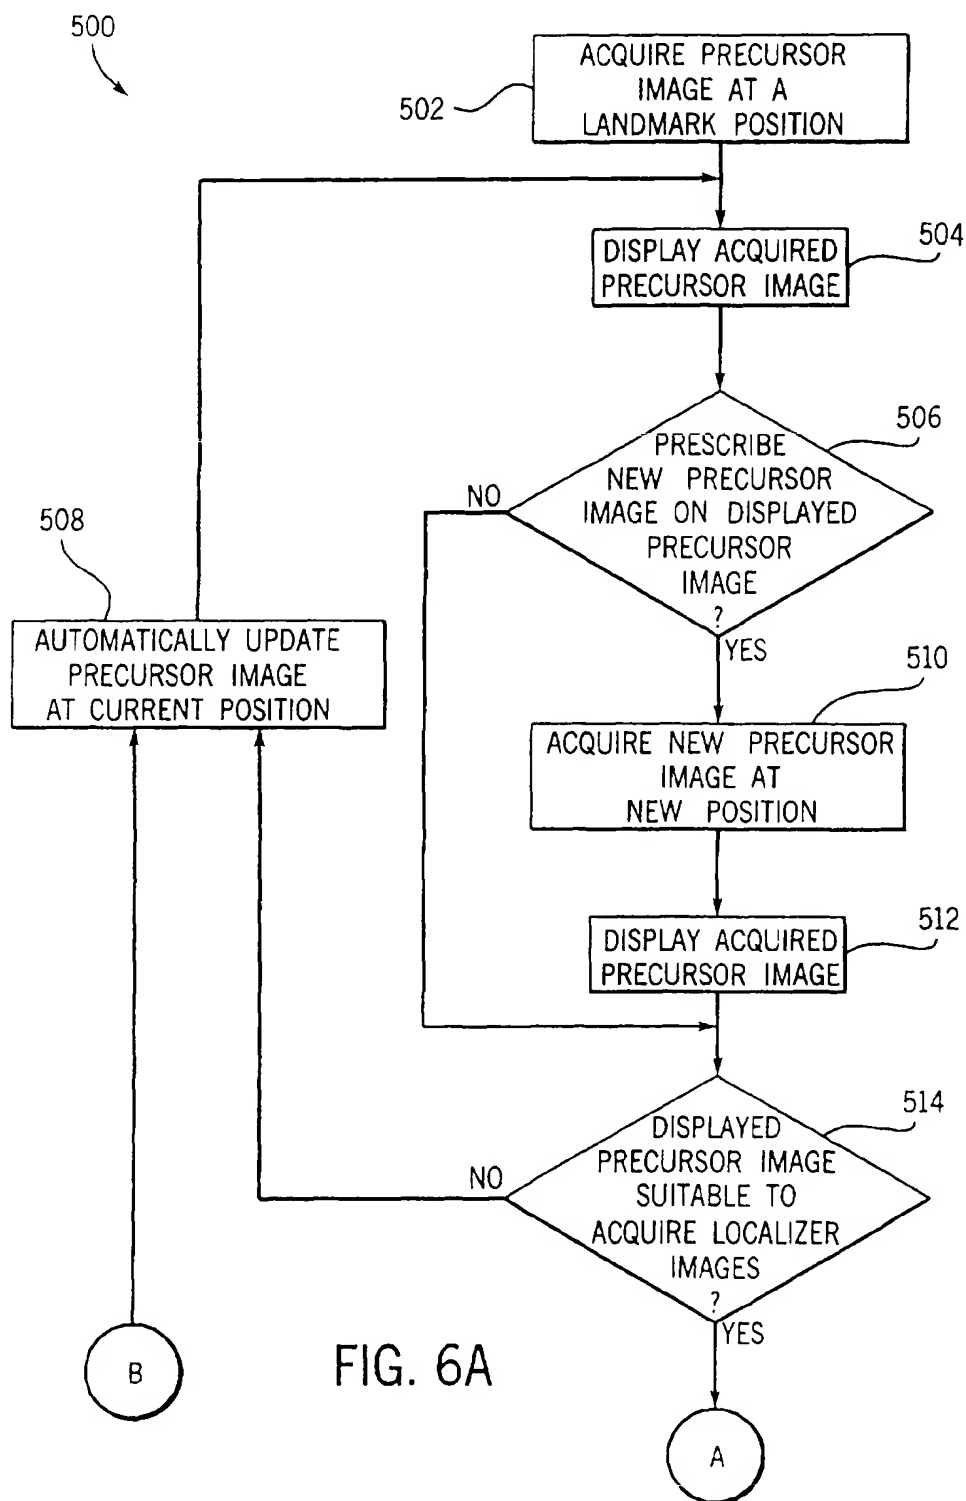 500
ACQUIRE PRECURSOR
IMAGE AT A
LANDMARK POSITION
502
DISPLAY ACQUIRED
PRECURSOR IMAGE
504
PRESCRIBE
NEW PRECURSOR
IMAGE ON DISPLAYED
PRECURSOR
IMAGE
?
506
NO
YES
508
AUTOMATICALLY UPDATE
PRECURSOR IMAGE
AT CURRENT POSITION
510
ACQUIRE NEW PRECURSOR
IMAGE AT
NEW POSITION
512
DISPLAY ACQUIRED
PRECURSOR IMAGE
514
DISPLAYED
PRECURSOR IMAGE
SUITABLE TO
ACQUIRE LOCALIZER
IMAGES
?
NO
YES
B
FIG. 6A
A